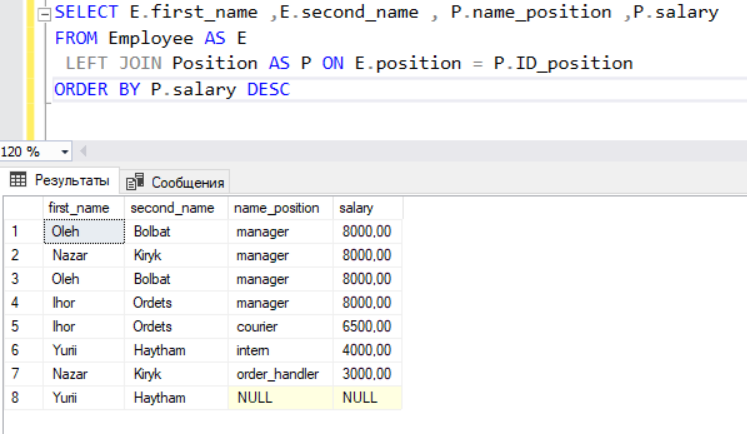 SELECT E.first_name ,E.second_name , P.name_position ,P.salary
FROM Employee AS E
LEFT JOIN Position AS P ON E.position = P.ID_position
ORDER BY P.salary DESC
120 %
Результаты Сообщения
first_name second_name name_position salary
1 Oleh Bolbat manager 8000,00
2 Nazar Kiryk manager 8000,00
3 Oleh Bolbat manager 8000,00
4 Ihor Ordets manager 8000,00
5 Ihor Ordets courier 6500,00
6 Yurii Haytham intern 4000,00
7 Nazar Kiryk order_handler 3000,00
8 Yurii Haytham NULL NULL